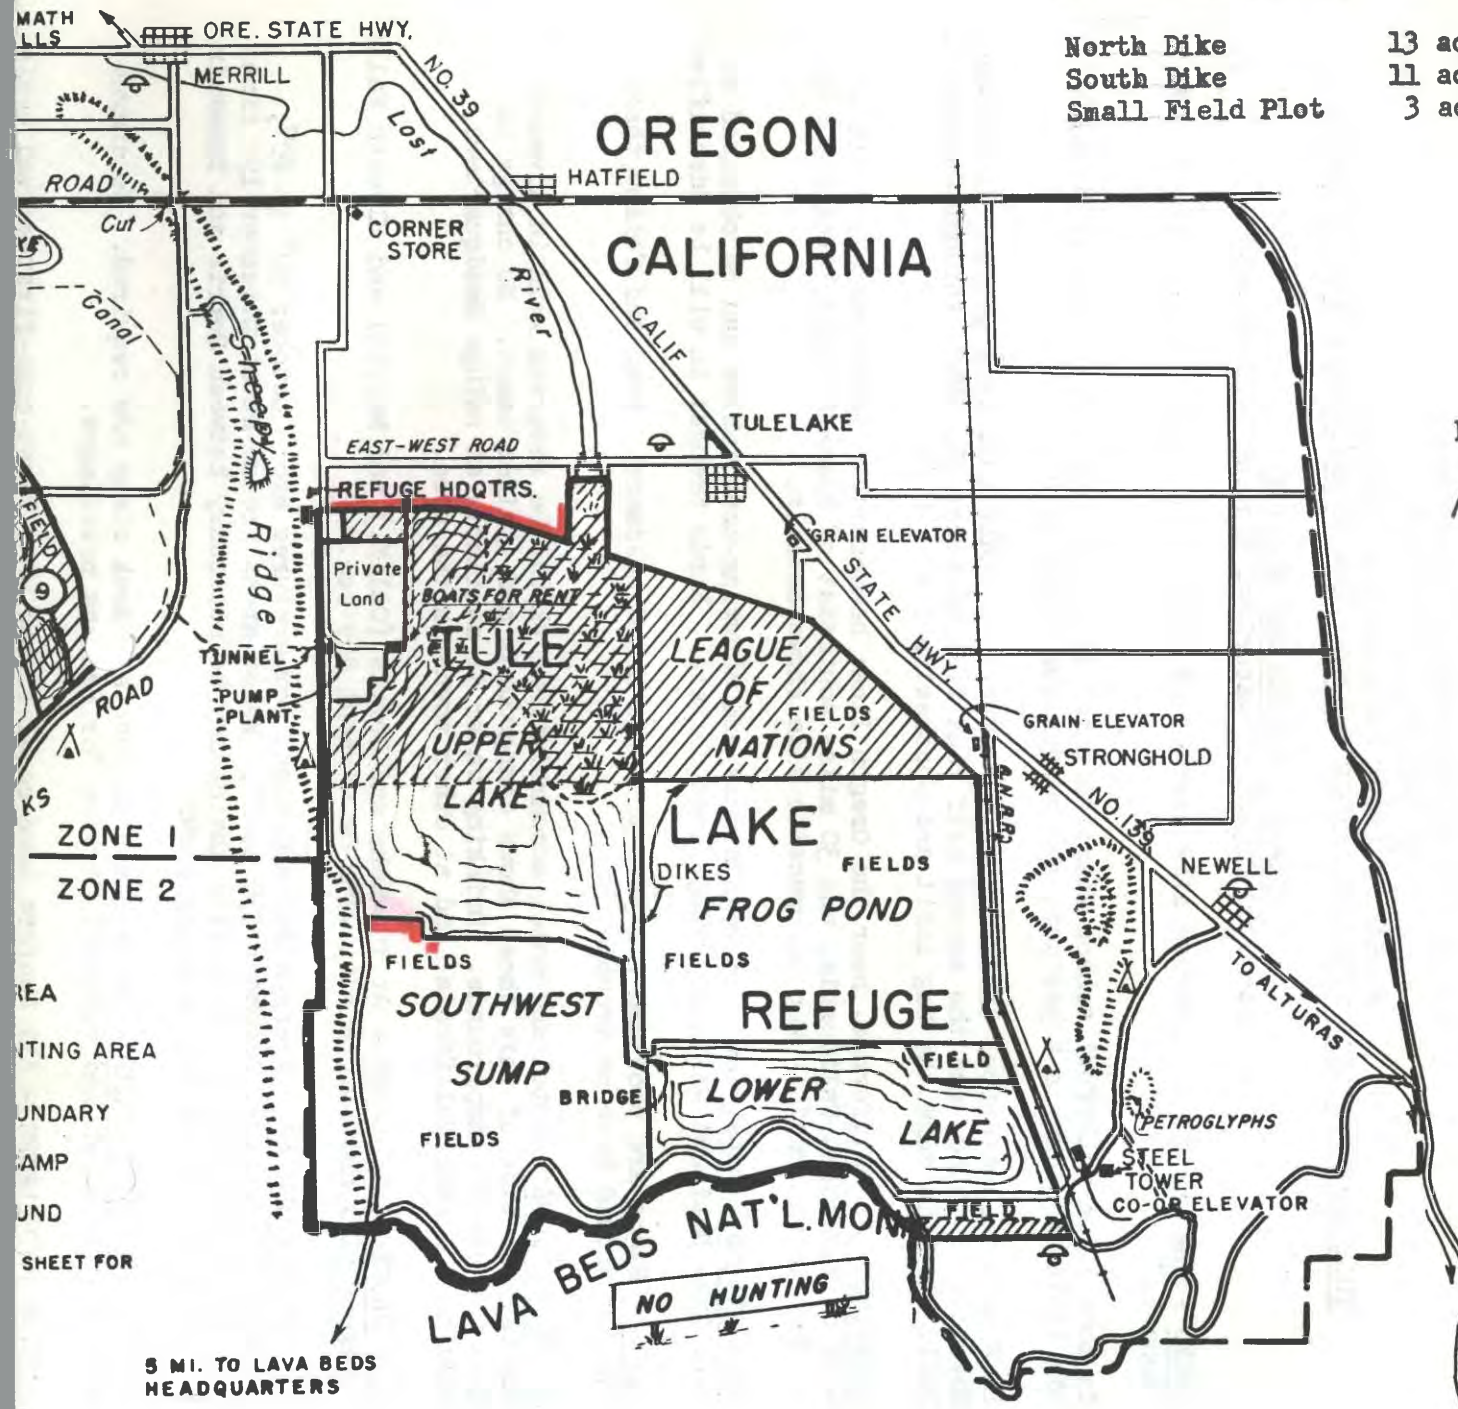 MATH
LLS
ORE. STATE HWY.
NO. 39
MERRILL
Lost
North Dike 13 ac
South Dike 11 ac
Small Field Plot 3 ac
OREGON
HATFIELD
ROAD
Cut
CORNER
STORE
CALIFORNIA
River
Canal
CALIF
Sheepy
Ridge
TULELAKE
EAST-WEST ROAD
REFUGE HDQTRS.
GRAIN ELEVATOR
FIELD
9
Private
Land
BOATS FOR RENT
STATE
HWY.
TULE
LEAGUE
OF
FIELDS
NATIONS
TUNNEL
PUMP
PLANT
ROAD
UPPER
LAKE
GRAIN ELEVATOR
STRONGHOLD
NO. 139
KS
ZONE 1
ZONE 2
LAKE
DIKES
FIELDS
FROG POND
NEWELL
FIELDS
FIELDS
TO ALTURAS
REA
SOUTHWEST
REFUGE
NTING AREA
SUMP
BRIDGE
FIELD
LOWER
LAKE
UNDARY
FIELDS
PETROGLYPHS
AMP
STEEL
TOWER
CO-OP ELEVATOR
UND
FIELD
LAVA BEDS NAT'L. MON
SHEET FOR
NO HUNTING
5 MI. TO LAVA BEDS
HEADQUARTERS